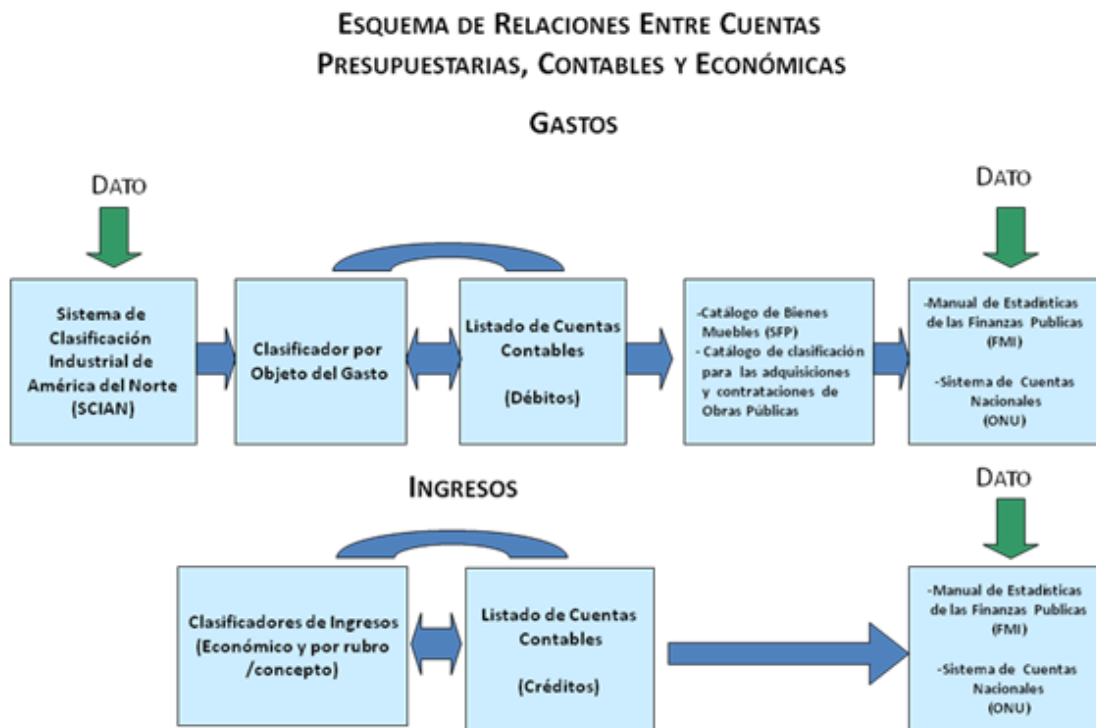 ESQUEMA DE RELACIONES ENTRE CUENTAS
PRESUPUESTARIAS, CONTABLES Y ECONÓMICAS
GASTOS
DATO
DATO
Sistema de
Clasificación
Industrial de
América del Norte
(SCIAN)
Clasificador por
Objeto del Gasto
Listado de Cuentas
Contables
(Débitos)
-Catálogo de Bienes
Muebles (SFP)
- Catálogo de clasificación
para las adquisiciones
y contrataciones de
Obras Públicas
-Manual de Estadísticas
de las Finanzas Publicas
(FMI)
-Sistema de Cuentas
Nacionales
(ONU)
INGRESOS
DATO
Clasificadores de Ingresos
(Económico y por rubro
/concepto)
Listado de Cuentas
Contables
(Créditos)
-Manual de Estadísticas
de las Finanzas Publicas
(FMI)
-Sistema de Cuentas
Nacionales
(ONU)